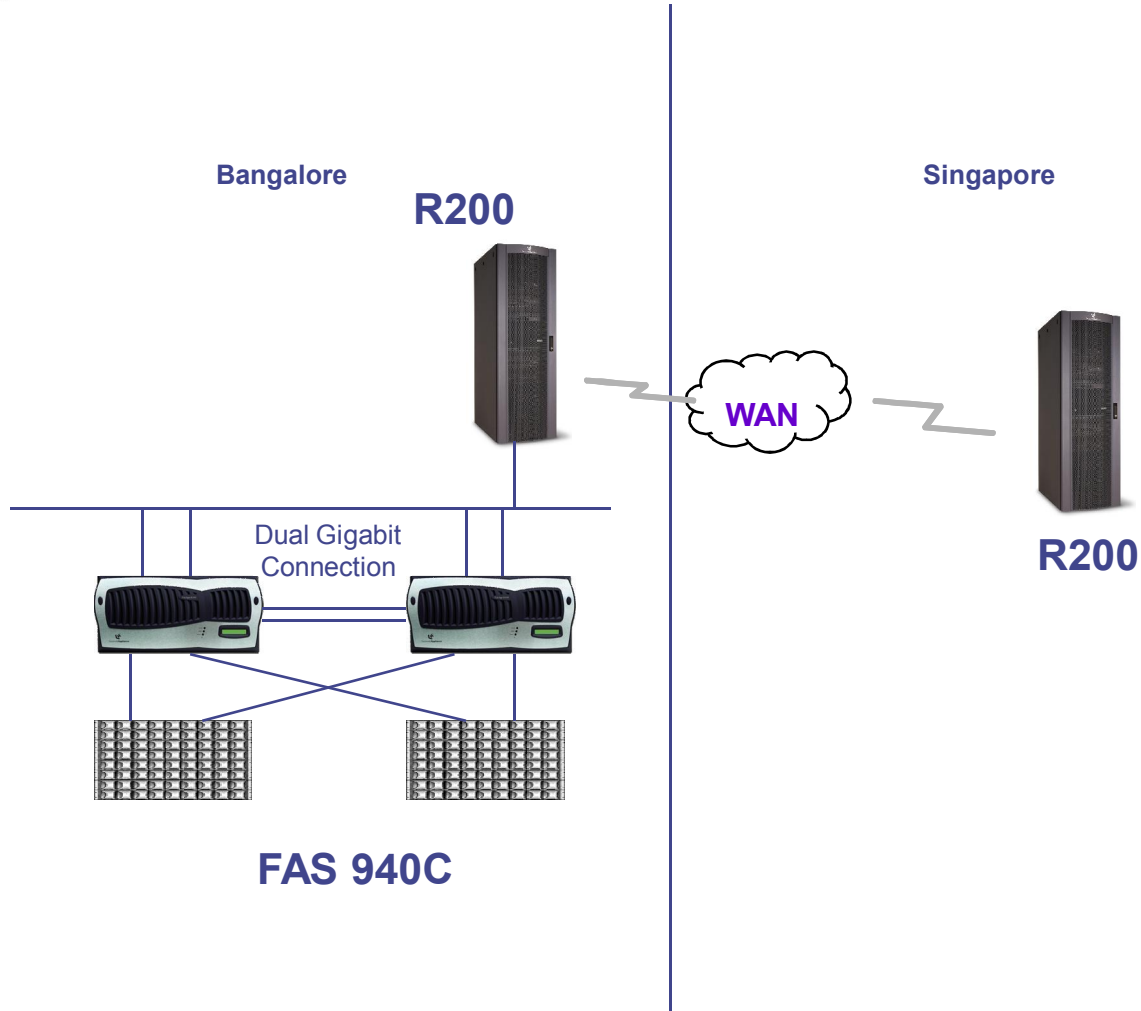 Bangalore
Singapore
R200
WAN
Dual Gigabit
Connection
R200
FAS 940C